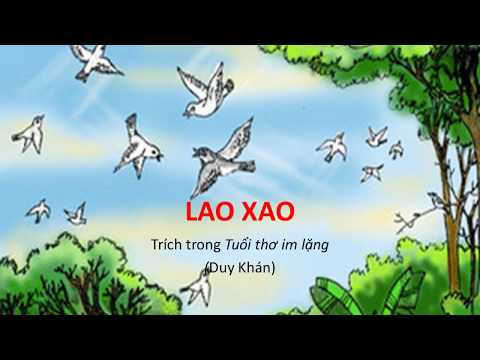 LAO XAO
Trích trong Tuổi thơ im lặng
(Duy Khán)